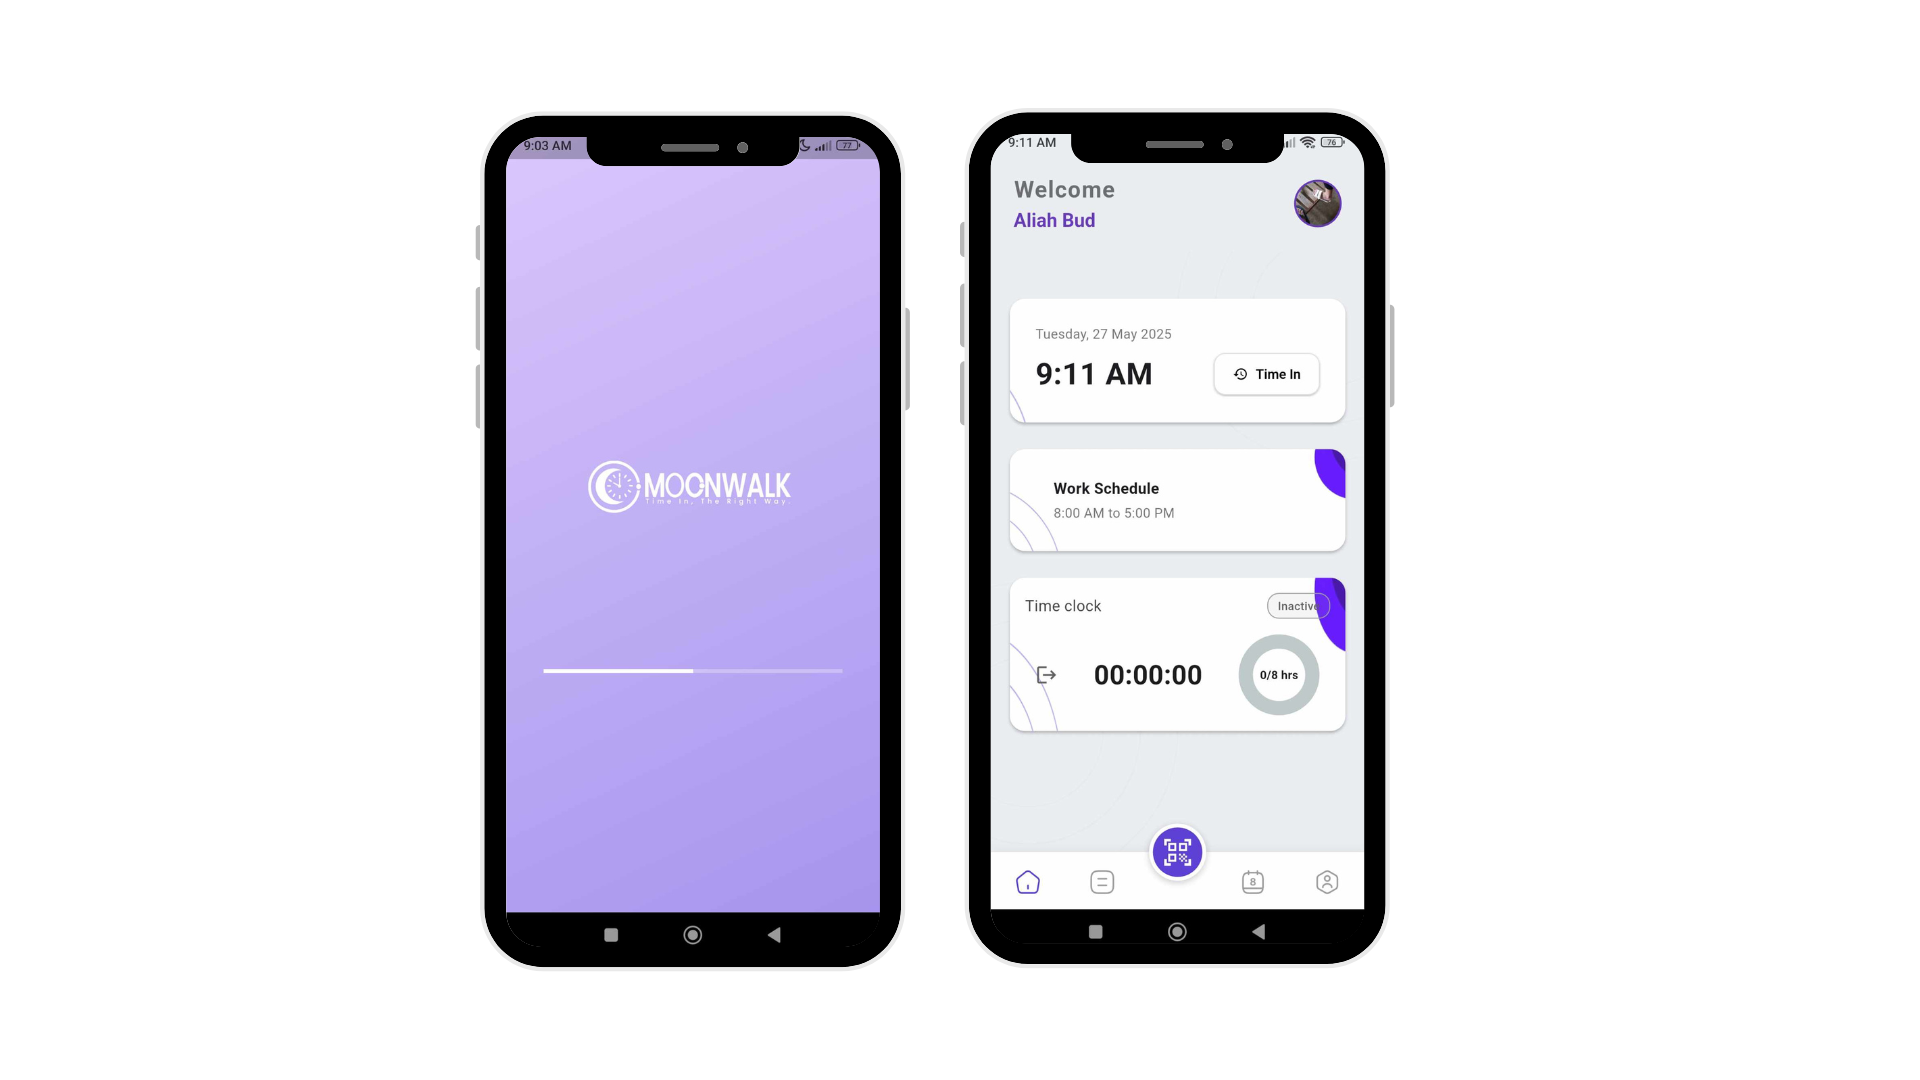 9:03 AM
77
MOONWALK
Time In. The Right Way.
9:11 AM
76
Welcome
Aliah Bud
Tuesday, 27 May 2025
9:11 AM
Time In
Work Schedule
8:00 AM to 5:00 PM
Time clock
Inactive
00:00:00
0/8 hrs
8